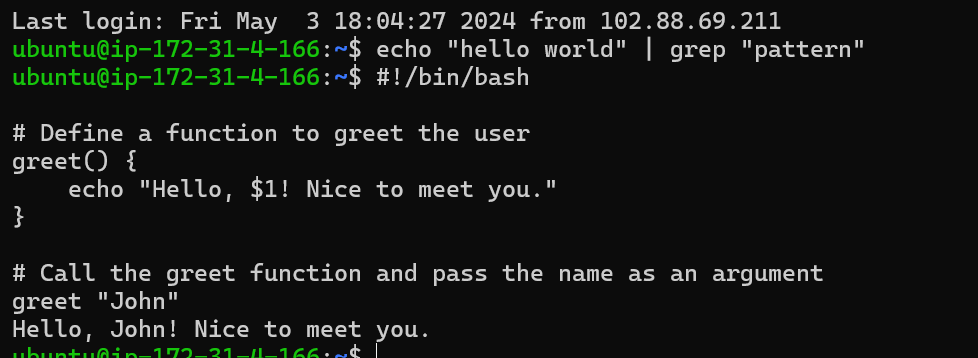 Last login: Fri May  3 18:04:27 2024 from 102.88.69.211
ubuntu@ip-172-31-4-166:~$ echo "hello world" | grep "pattern"
ubuntu@ip-172-31-4-166:~$ #!/bin/bash

# Define a function to greet the user
greet() {
    echo "Hello, $1! Nice to meet you."
}

# Call the greet function and pass the name as an argument
greet "John"
Hello, John! Nice to meet you.
ubuntu@ip-172-31-4-166:~$